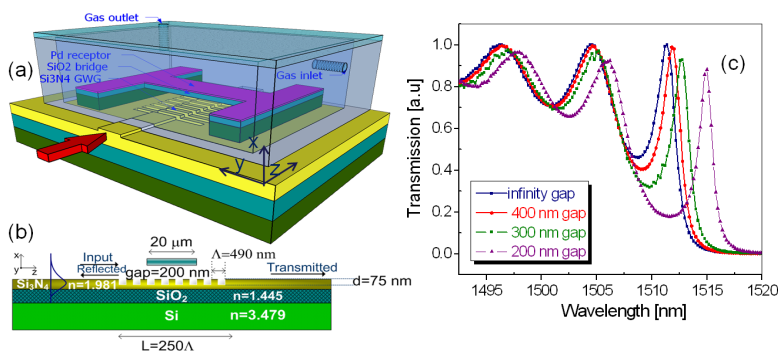 Gas outlet
Pd receptor
SiO2 bridge
Si3N4 GWG
Gas inlet
(a)
x
y
z
(b)
20 μm
Λ=490 nm
x
y
z
Input
Reflected
gap=200 nm
Transmitted
Si₃N₄
n=1.981
d=75 nm
SiO₂
n=1.445
Si
n=3.479
L=250Λ
(c)
Transmission [a.u]
1.0
0.8
0.6
0.4
0.2
0.0
infinity gap
400 nm gap
300 nm gap
200 nm gap
1495
1500
1505
1510
1515
1520
Wavelength [nm]